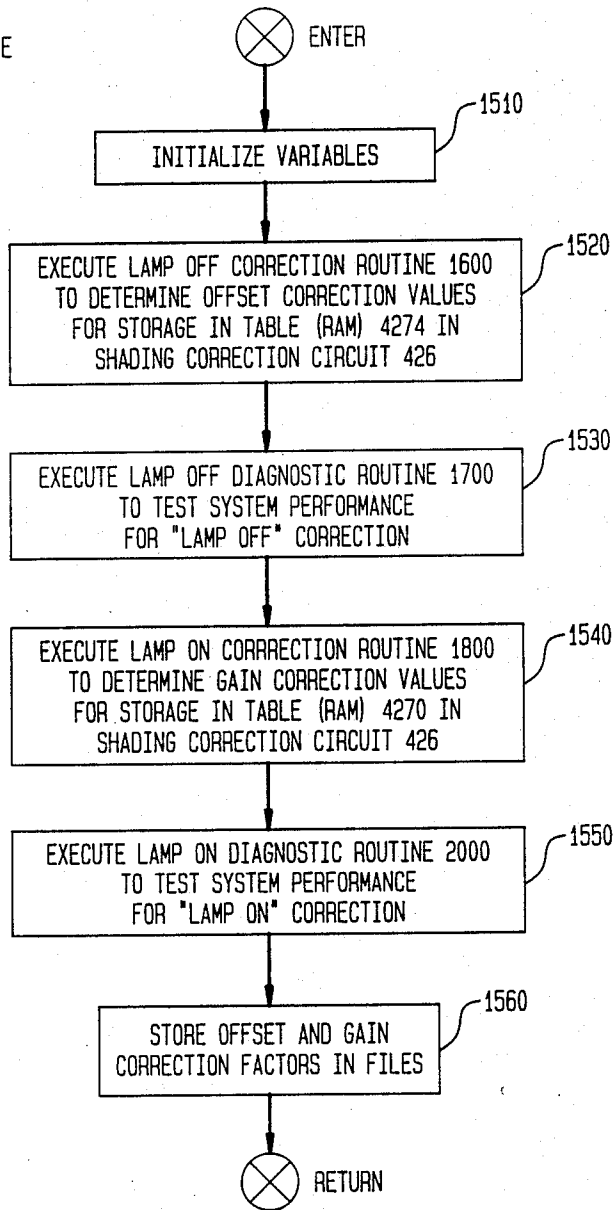 E
ENTER
1510
INITIALIZE VARIABLES
1520
EXECUTE LAMP OFF CORRECTION ROUTINE 1600
TO DETERMINE OFFSET CORRECTION VALUES
FOR STORAGE IN TABLE (RAM) 4274 IN
SHADING CORRECTION CIRCUIT 426
1530
EXECUTE LAMP OFF DIAGNOSTIC ROUTINE 1700
TO TEST SYSTEM PERFORMANCE
FOR "LAMP OFF" CORRECTION
1540
EXECUTE LAMP ON CORRRECTION ROUTINE 1800
TO DETERMINE GAIN CORRECTION VALUES
FOR STORAGE IN TABLE (RAM) 4270 IN
SHADING CORRECTION CIRCUIT 426
1550
EXECUTE LAMP ON DIAGNOSTIC ROUTINE 2000
TO TEST SYSTEM PERFORMANCE
FOR "LAMP ON" CORRECTION
1560
STORE OFFSET AND GAIN
CORRECTION FACTORS IN FILES
RETURN